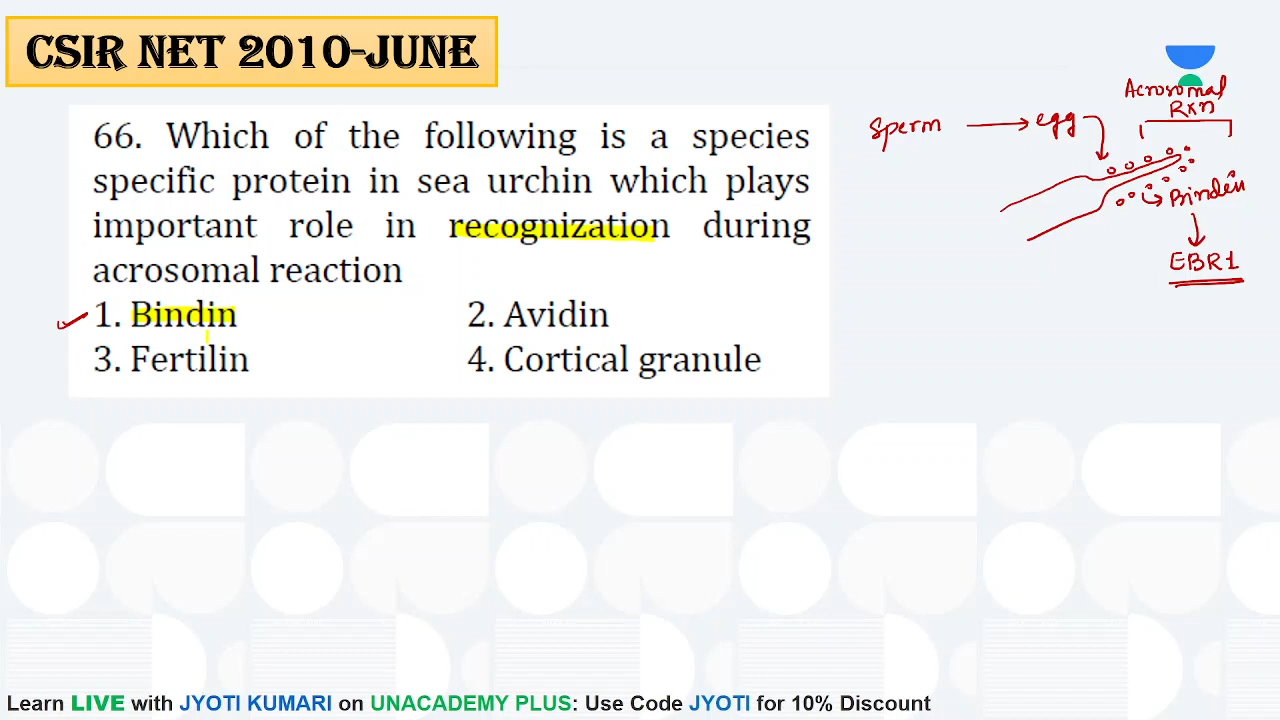 CSIR NET 2010-JUNE
66. Which of the following is a species
specific protein in sea urchin which plays
important role in recognization during
acrosomal reaction
1. Bindin
2. Avidin
3. Fertilin
4. Cortical granule
Acrosomal
Rxn
Sperm
egg
Bindin
EBR1
Learn LIVE with JYOTI KUMARI on UNACADEMY PLUS: Use Code JYOTI for 10% Discount